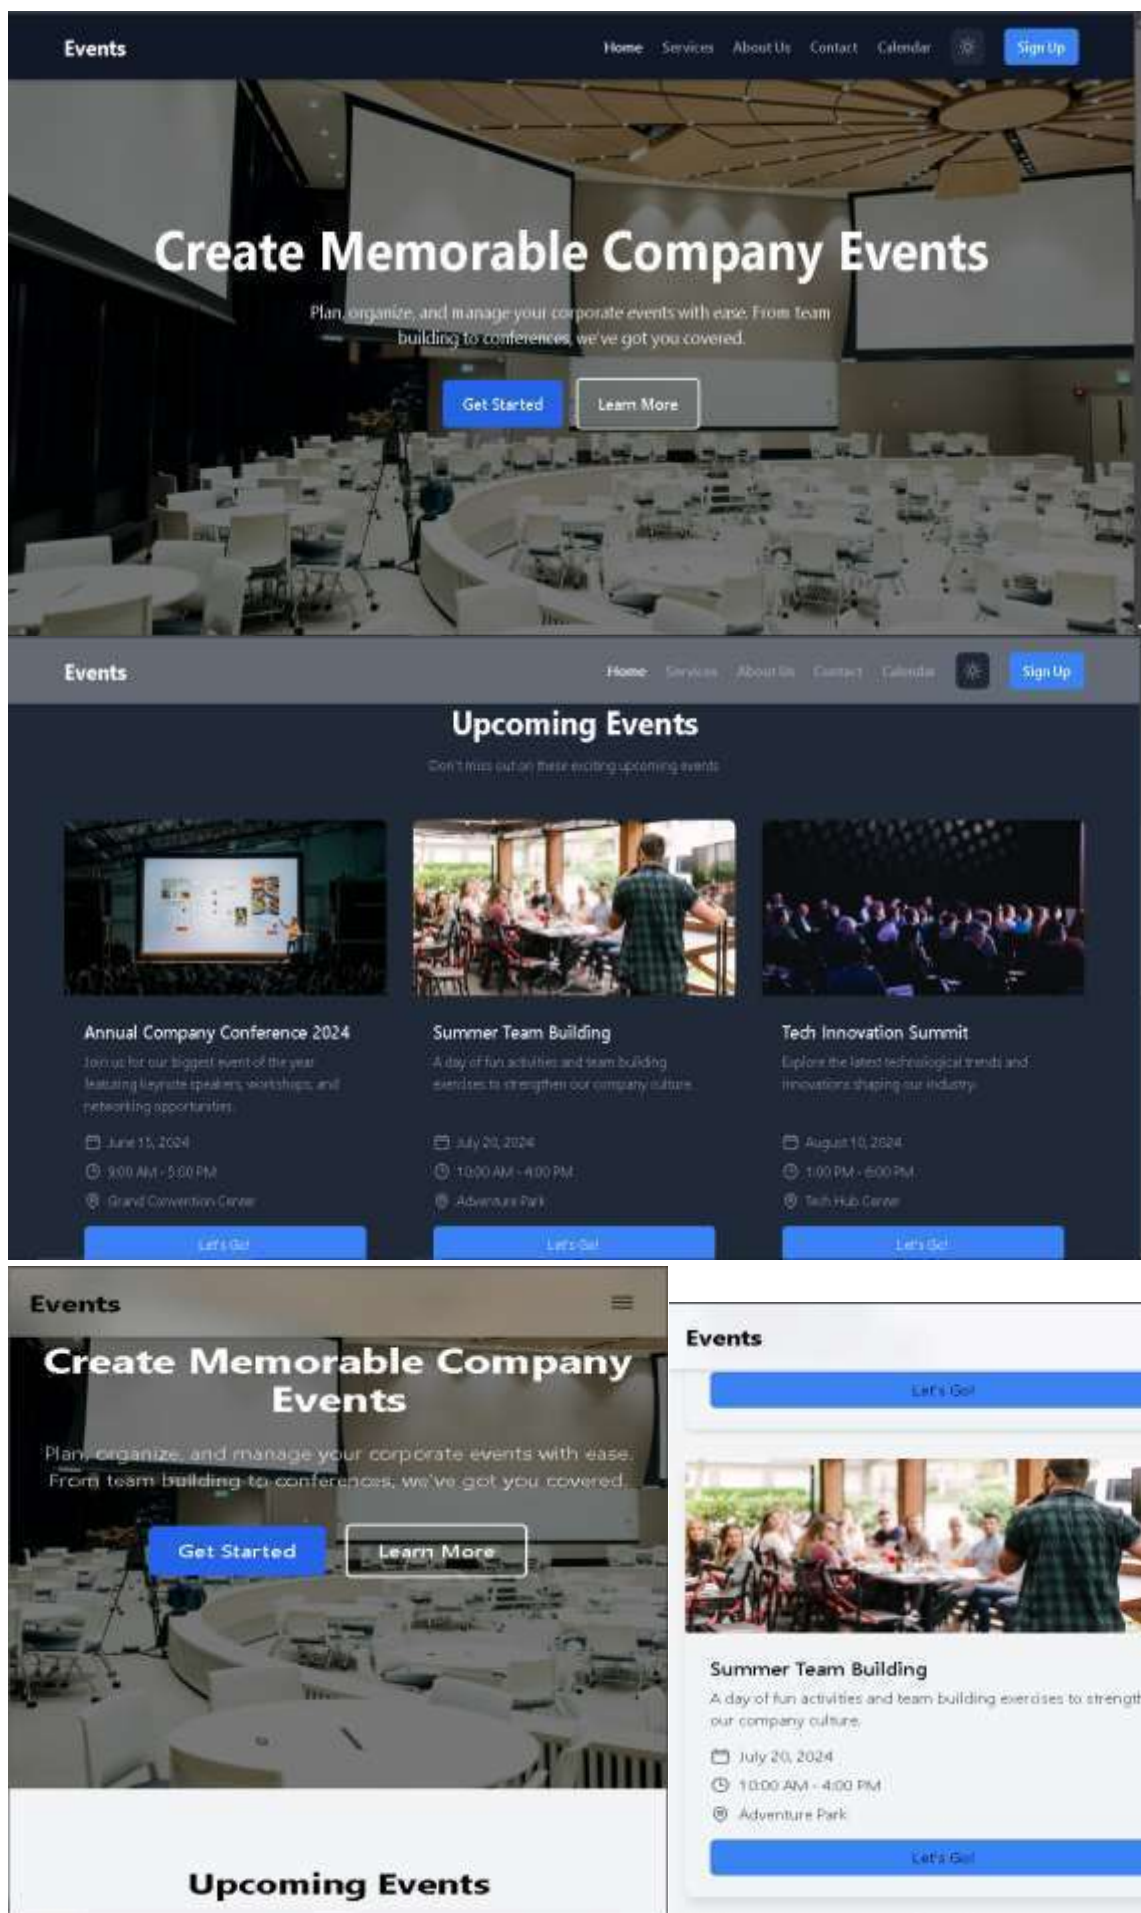 Events
Home Services About Us Contact Calendar Sign Up
Create Memorable Company Events
Plan, organize, and manage your corporate events with ease. From team
building to conferences, we've got you covered.
Get Started Learn More
Events
Home Services About Us Contact Calendar Sign Up
Upcoming Events
Don't miss out on these exciting upcoming events
Annual Company Conference 2024
Join us for our biggest event of the year
featuring keynote speakers, workshops, and
networking opportunities.
June 15, 2024
9:00 AM - 5:00 PM
Grand Convention Center
Let's Go!
Summer Team Building
A day of fun activities and team building
exercises to strengthen our company culture.
July 20, 2024
10:00 AM - 4:00 PM
Adventure Park
Let's Go!
Tech Innovation Summit
Explore the latest technological trends and
innovations shaping our industry.
August 10, 2024
1:00 PM - 6:00 PM
Tech Hub Center
Let's Go!
Events
Create Memorable Company
Events
Plan, organize, and manage your corporate events with ease.
From team building to conferences, we've got you covered.
Get Started Learn More
Upcoming Events
Events
Let's Go!
Summer Team Building
A day of fun activities and team building exercises to strength
our company culture.
July 20, 2024
10:00 AM - 4:00 PM
Adventure Park
Let's Go!